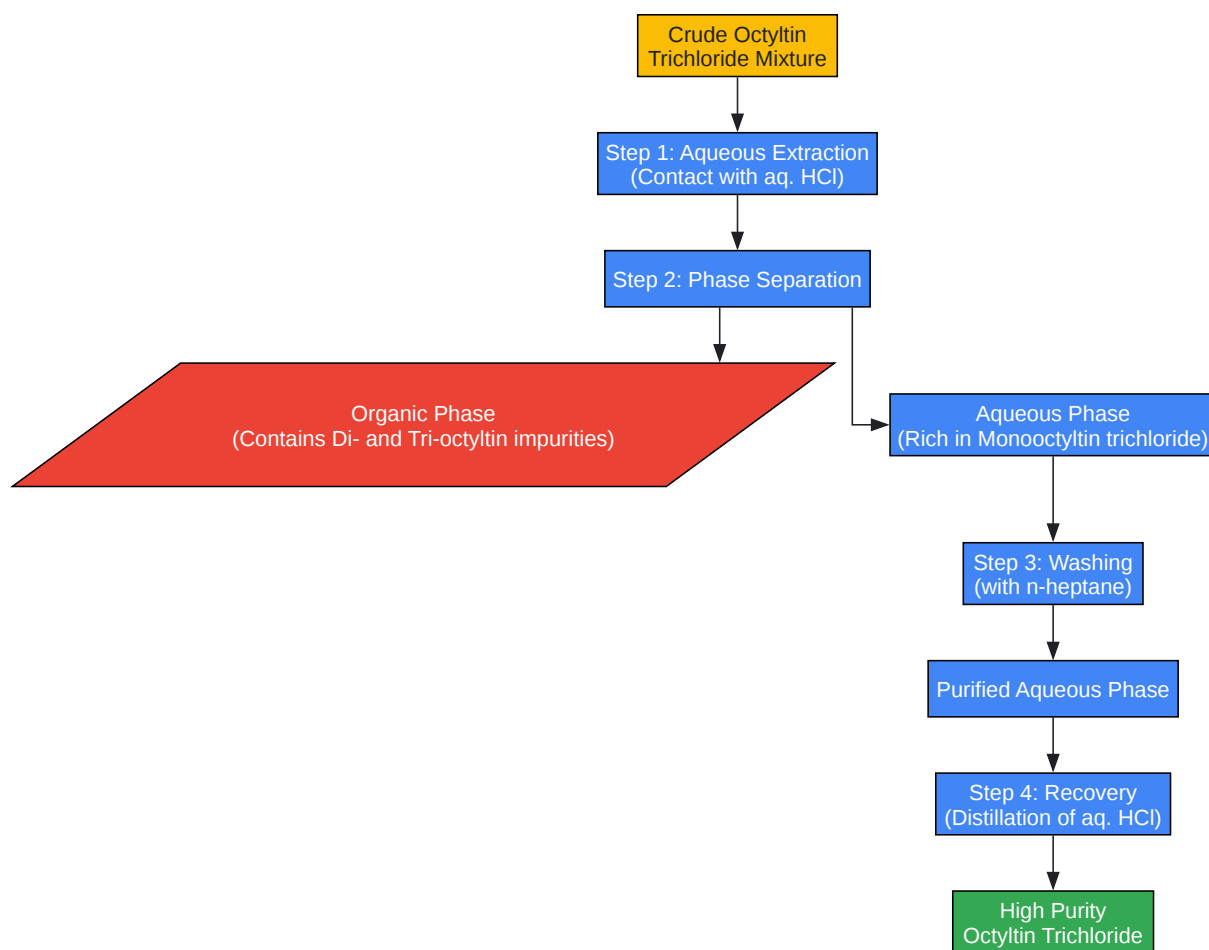 Crude Octyltin
Trichloride Mixture
Step 1: Aqueous Extraction
(Contact with aq. HCl)
Step 2: Phase Separation
Organic Phase
(Contains Di- and Tri-octyltin impurities)
Aqueous Phase
(Rich in Monooctyltin trichloride)
Step 3: Washing
(with n-heptane)
Purified Aqueous Phase
Step 4: Recovery
(Distillation of aq. HCl)
High Purity
Octyltin Trichloride